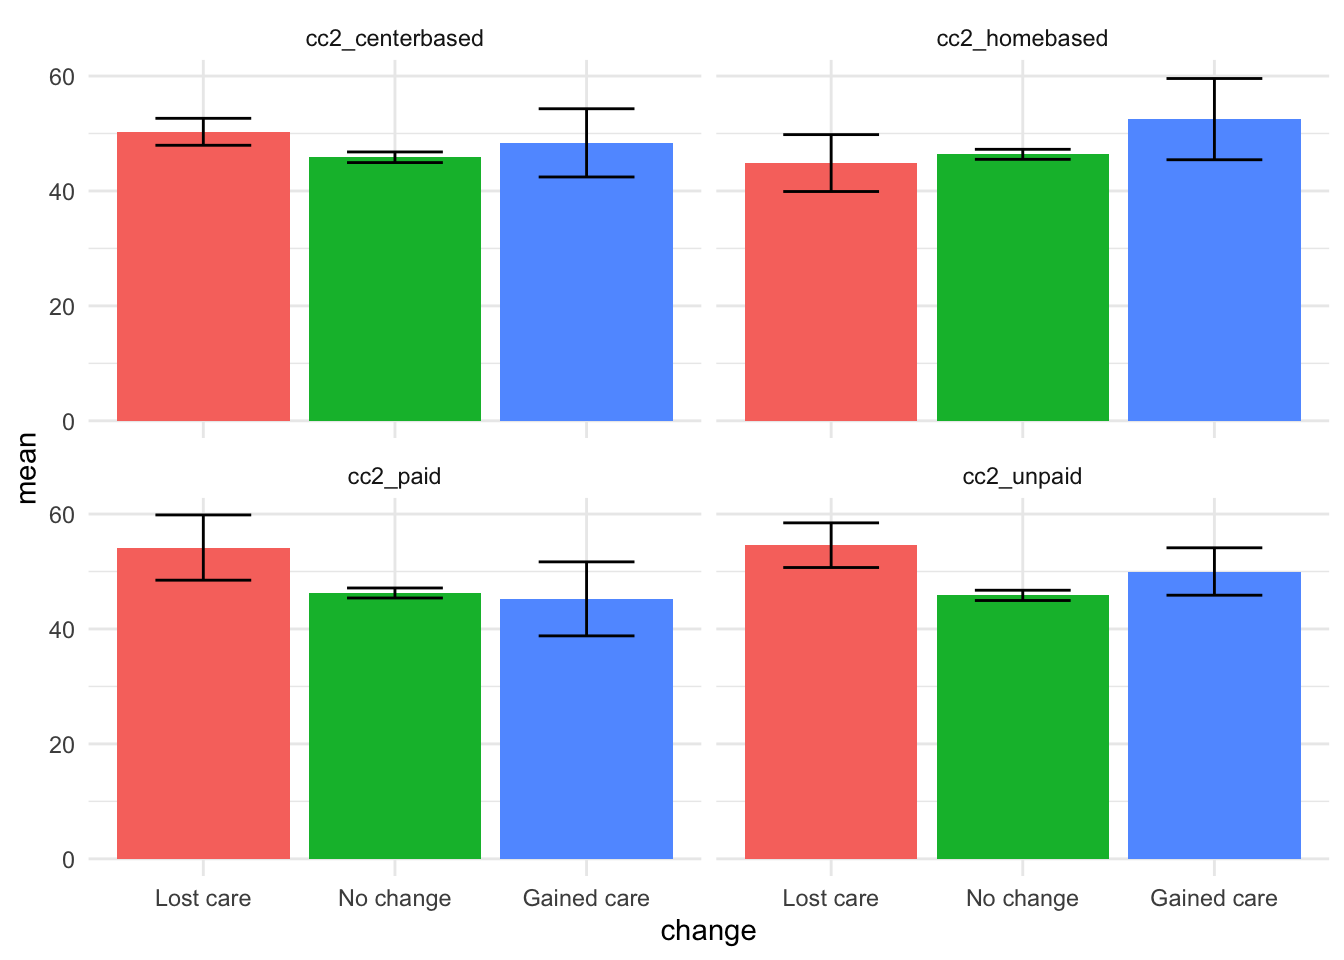 cc2_centerbased
cc2_homebased
60
40
20
0
cc2_paid
cc2_unpaid
mean
60
40
20
0
Lost care No change Gained care
Lost care No change Gained care
change